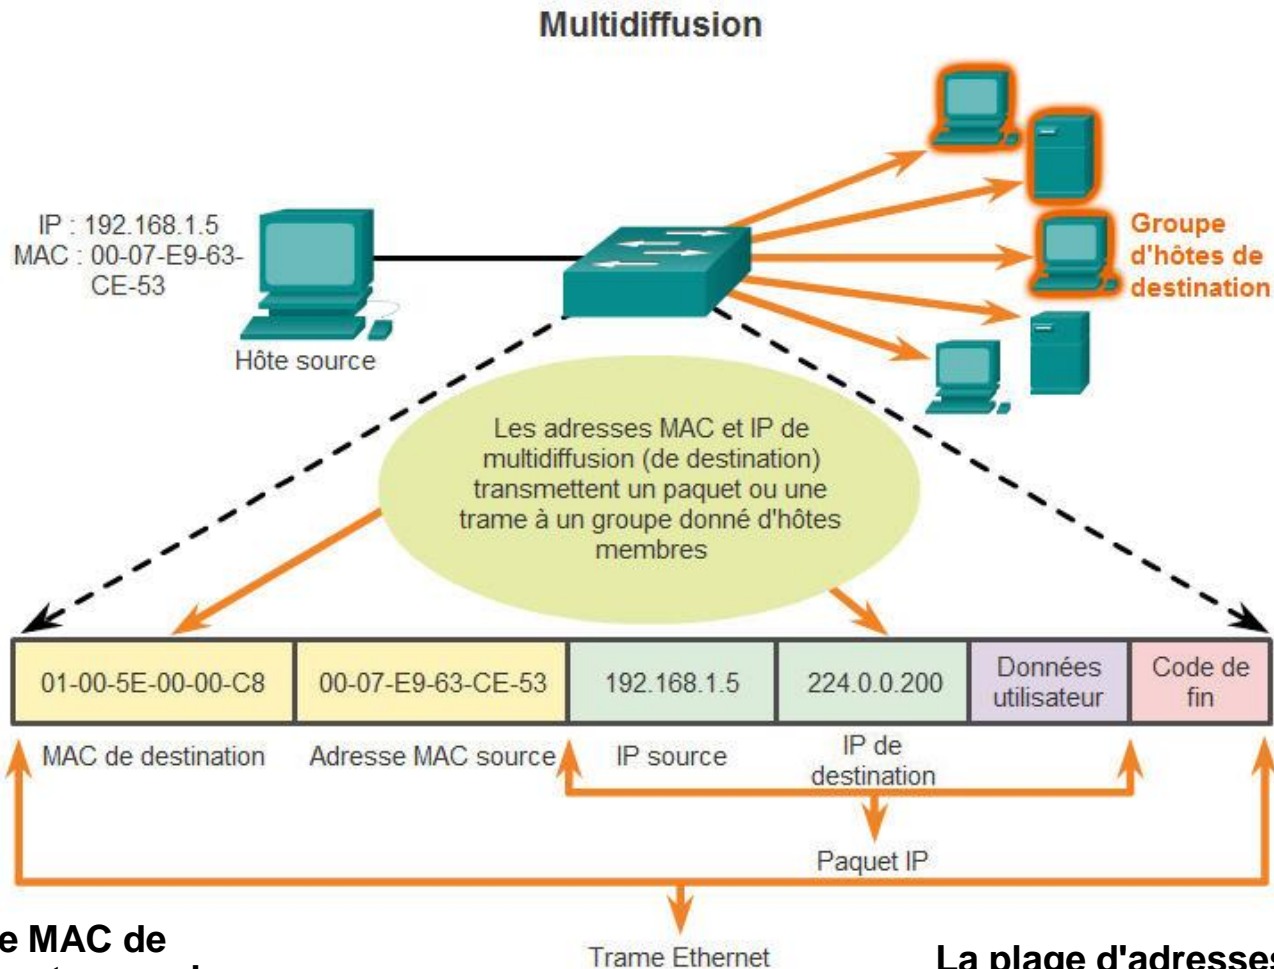 Multidiffusion
IP : 192.168.1.5
MAC : 00-07-E9-63-
CE-53
Hôte source
Groupe
d'hôtes de
destination
Les adresses MAC et IP de
multidiffusion (de destination)
transmettent un paquet ou une
trame à un groupe donné d'hôtes
membres
01-00-5E-00-00-C8
00-07-E9-63-CE-53
192.168.1.5
224.0.0.200
Données
utilisateur
Code de
fin
MAC de destination
Adresse MAC source
IP source
IP de
destination
Paquet IP
Trame Ethernet
e MAC de
La plage d'adresses